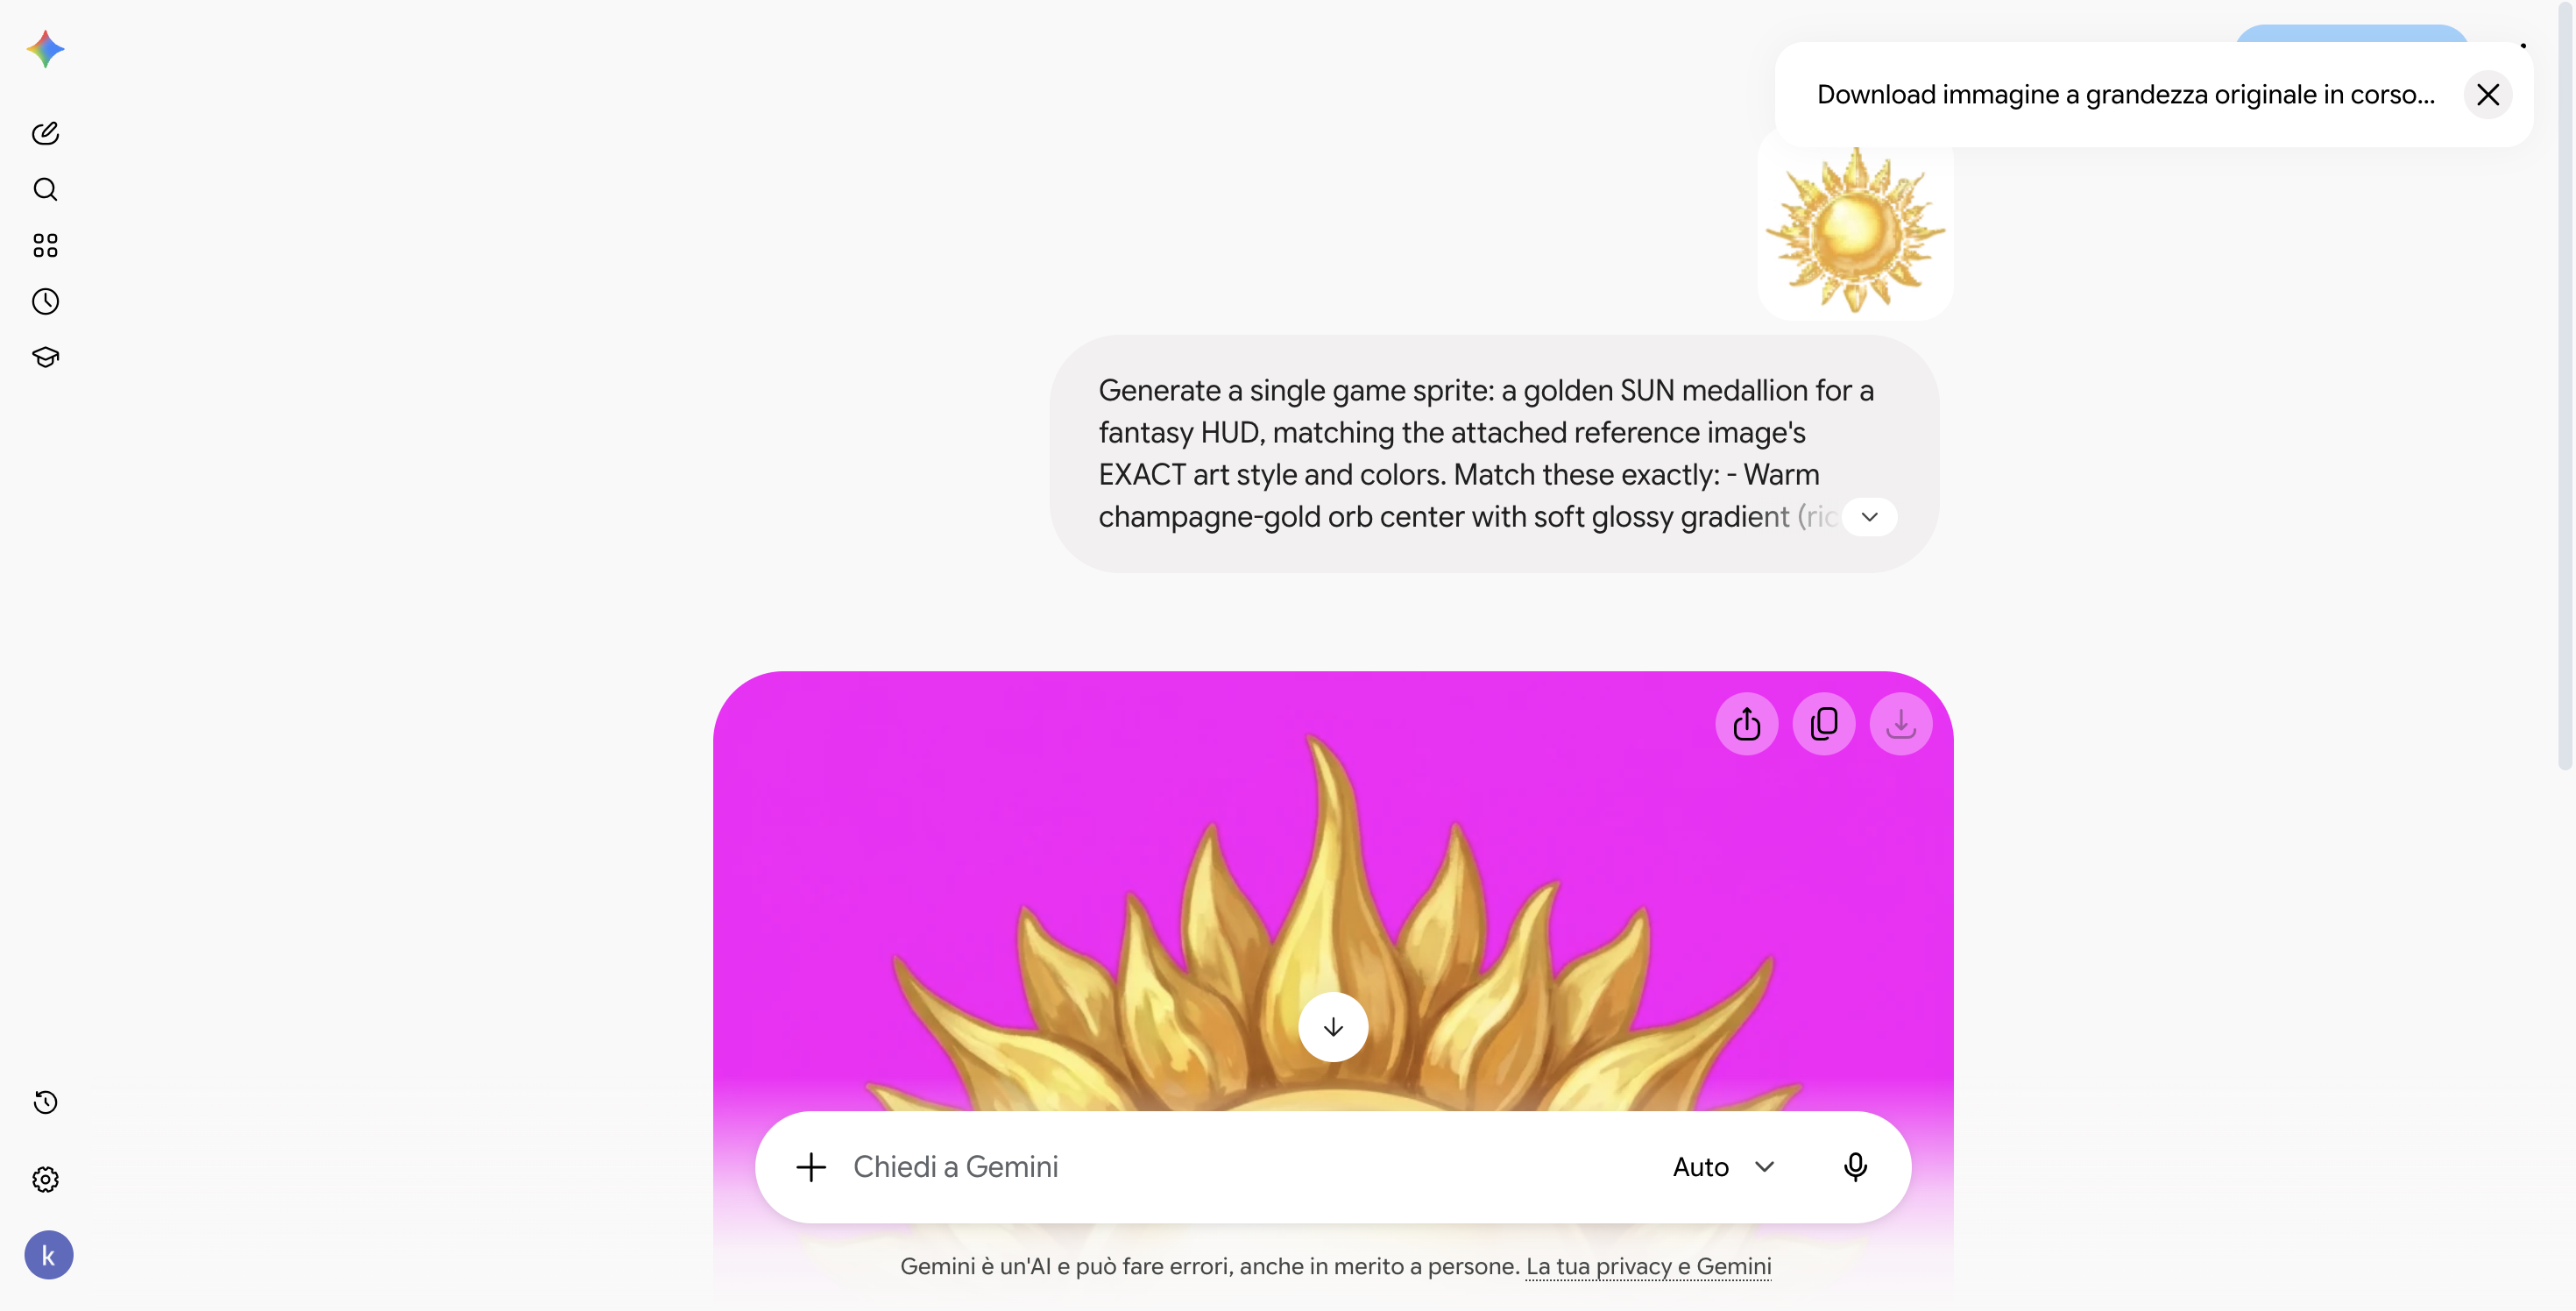 Download immagine a grandezza originale in corso...
Generate a single game sprite: a golden SUN medallion for a
fantasy HUD, matching the attached reference image's
EXACT art style and colors. Match these exactly: - Warm
champagne-gold orb center with soft glossy gradient (ric
Chiedi a Gemini
Auto
k
Gemini è un'AI e può fare errori, anche in merito a persone. La tua privacy e Gemini